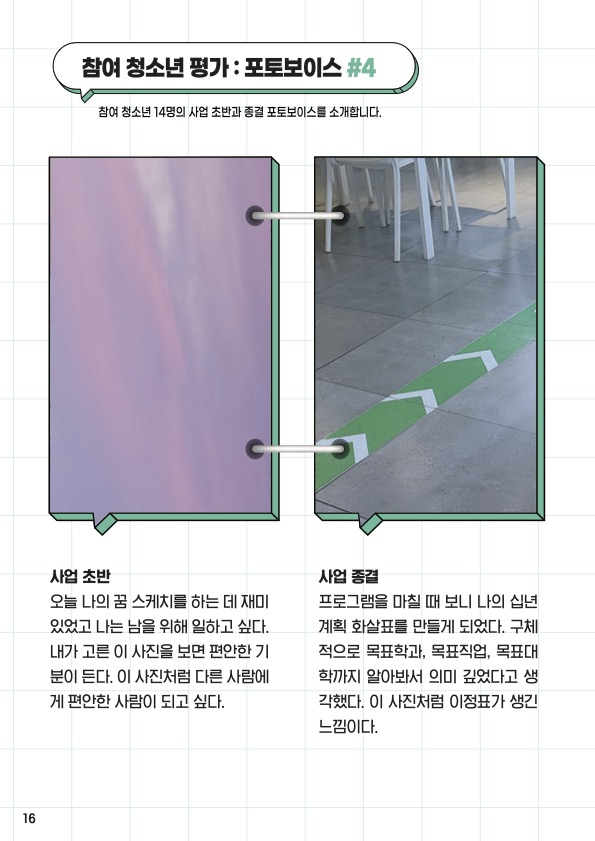 참여 청소년 평가 : 포토보이스 #4
참여 청소년 14명의 사업 초반과 종결 포토보이스를 소개합니다.
사업 초반
오늘 나의 꿈 스케치를 하는 데 재미
있었고 나는 남을 위해 일하고 싶다.
내가 고른 이 사진을 보면 편안한 기
분이 든다. 이 사진처럼 다른 사람에
게 편안한 사람이 되고 싶다.
사업 종결
프로그램을 마칠 때 보니 나의 십년
계획 화살표를 만들게 되었다. 구체
적으로 목표학과, 목표직업, 목표대
학까지 알아봐서 의미 깊었다고 생
각했다. 이 사진처럼 이정표가 생긴
느낌이다.
16